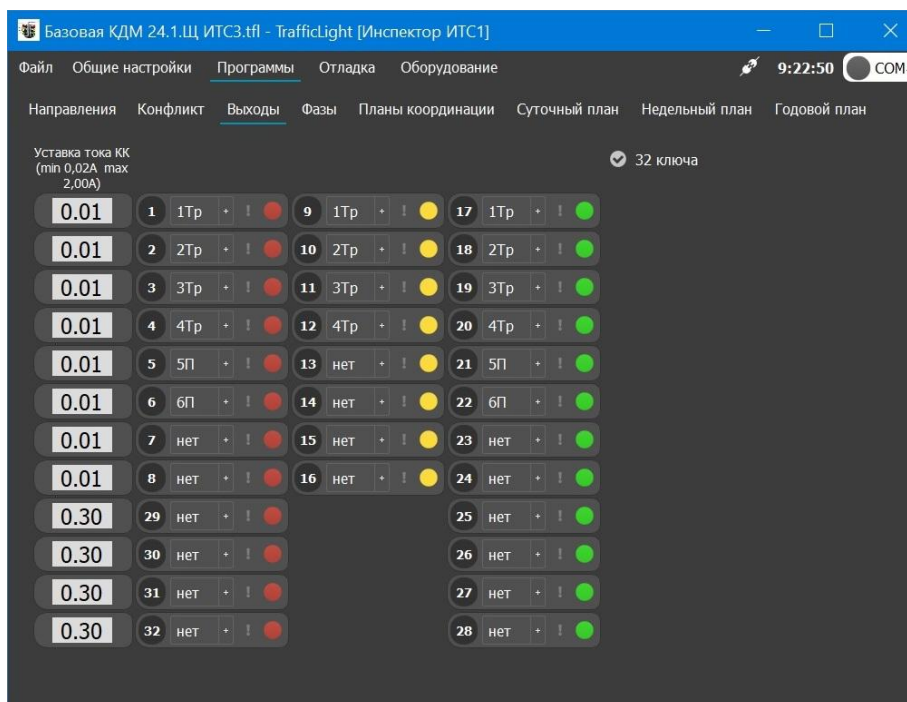 Базовая КДМ 24.1.Щ ИТС3.tfl - TrafficLight [Инспектор ИТС1]
Файл Общие настройки Программы Отладка Оборудование 9:22:50 COM
Направления Конфликт Выходы Фазы Планы координации Суточный план Недельный план Годовой план
Уставка тока КК
(min 0,02А max
2,00А)
32 ключа
0.01 1 1Тр + ! 9 1Тр + ! 17 1Тр + !
0.01 2 2Тр + ! 10 2Тр + ! 18 2Тр + !
0.01 3 3Тр + ! 11 3Тр + ! 19 3Тр + !
0.01 4 4Тр + ! 12 4Тр + ! 20 4Тр + !
0.01 5 5П + ! 13 нет + ! 21 5П + !
0.01 6 6П + ! 14 нет + ! 22 6П + !
0.01 7 нет + ! 15 нет + ! 23 нет + !
0.01 8 нет + ! 16 нет + ! 24 нет + !
0.30 29 нет + ! 25 нет + !
0.30 30 нет + ! 26 нет + !
0.30 31 нет + ! 27 нет + !
0.30 32 нет + ! 28 нет + !